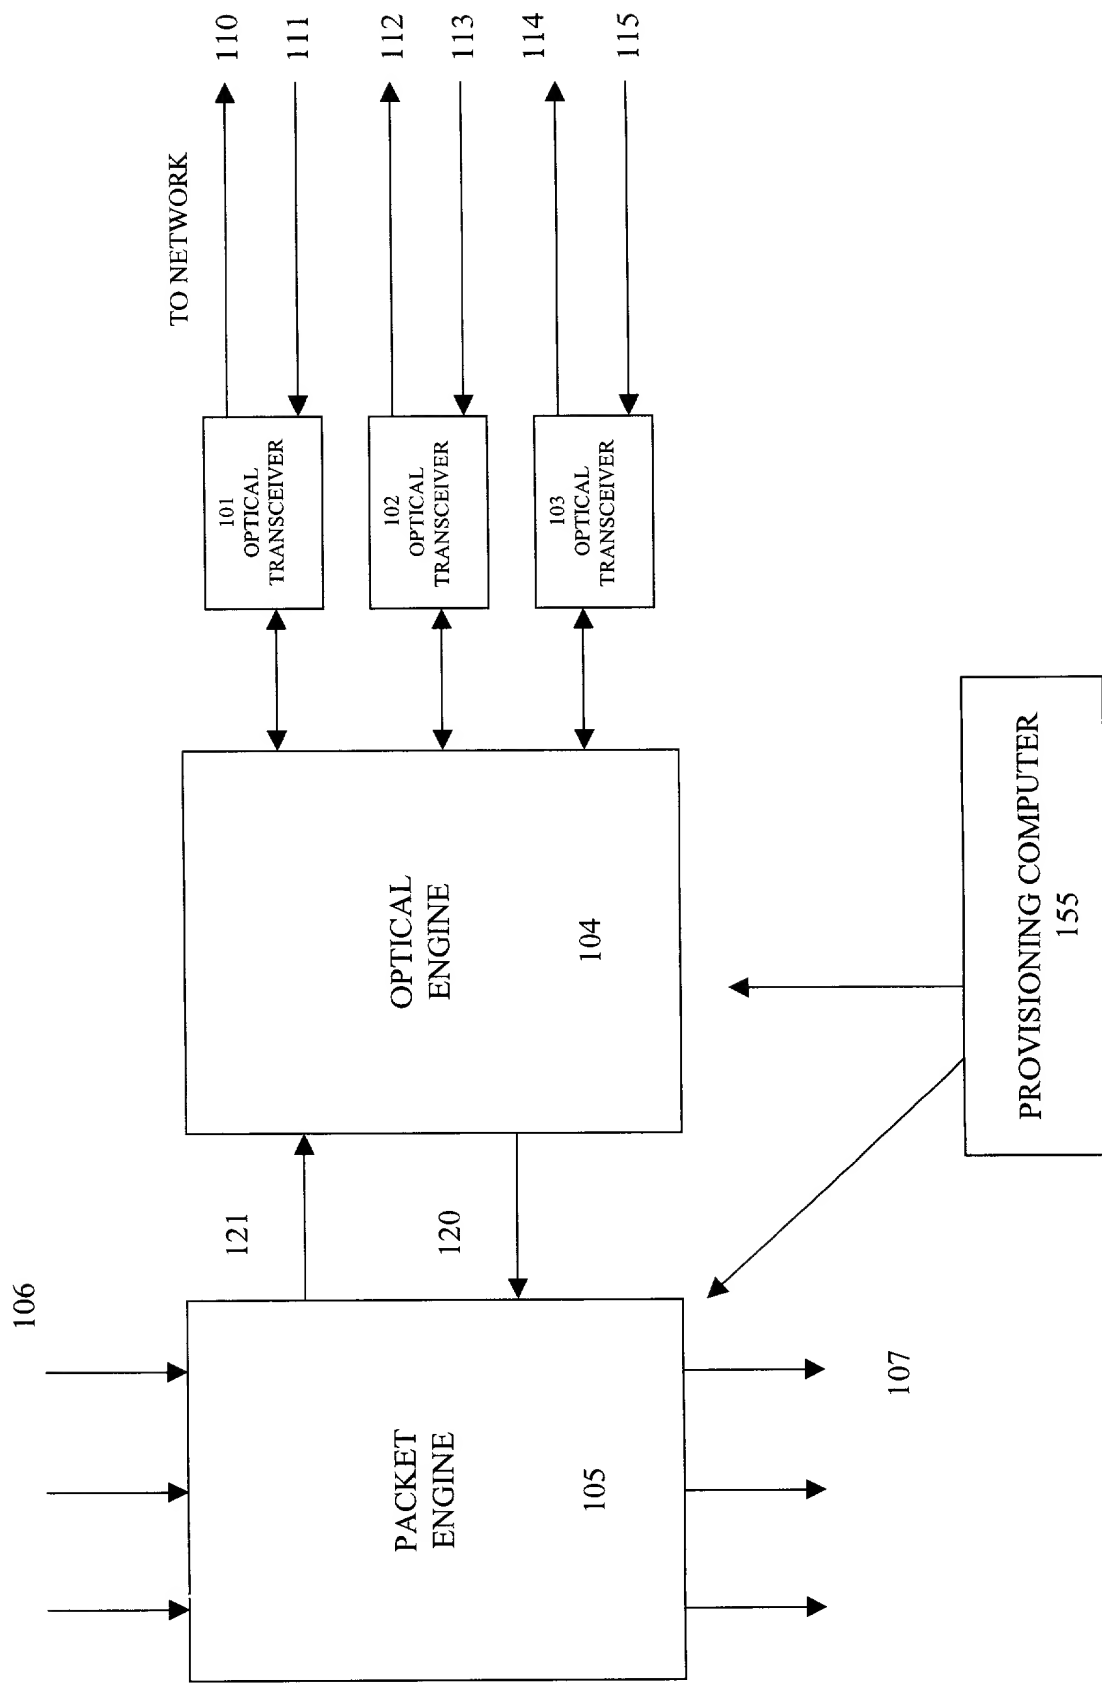 TO NETWORK
110
111
112
113
114
115
101
OPTICAL
TRANSCEIVER
102
OPTICAL
TRANSCEIVER
103
OPTICAL
TRANSCEIVER
OPTICAL
ENGINE
104
PROVISIONING COMPUTER
155
121
120
106
PACKET
ENGINE
105
107